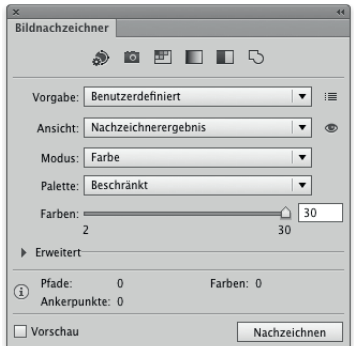 Bildnachzeichner
Vorgabe: Benutzerdefiniert
Ansicht: Nachzeichnerergebnis
Modus: Farbe
Palette: Beschränkt
Farben: 30
2 30
Erweitert
Pfade: 0 Farben: 0
Ankerpunkte: 0
Vorschau Nachzeichnen